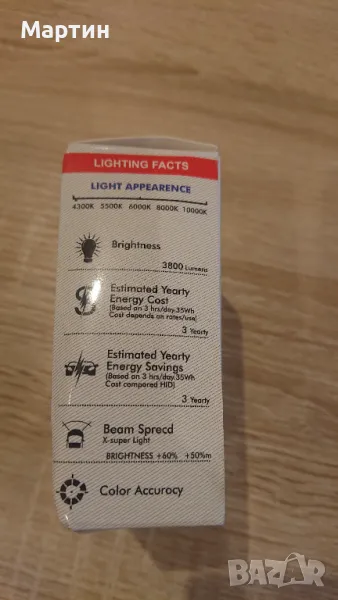 Мартин
LIGHTING FACTS
LIGHT APPEARENCE
4300K 5500K 6000K 8000K 10000K
Brightness
3800 Lumens
Estimated Yearty
Energy Cost
(Based on 3 hrs/day.35Wh
Cost depends on rates/use)
3 Yearly
Estimated Yearty
Energy Savings
(Based on 3 hrs/day.35Wh
Cost compared HID)
3 Yearly
Beam Sprecd
X-super Light
BRIGHTNESS +60% +50%m
Color Accurocy
BAZAR